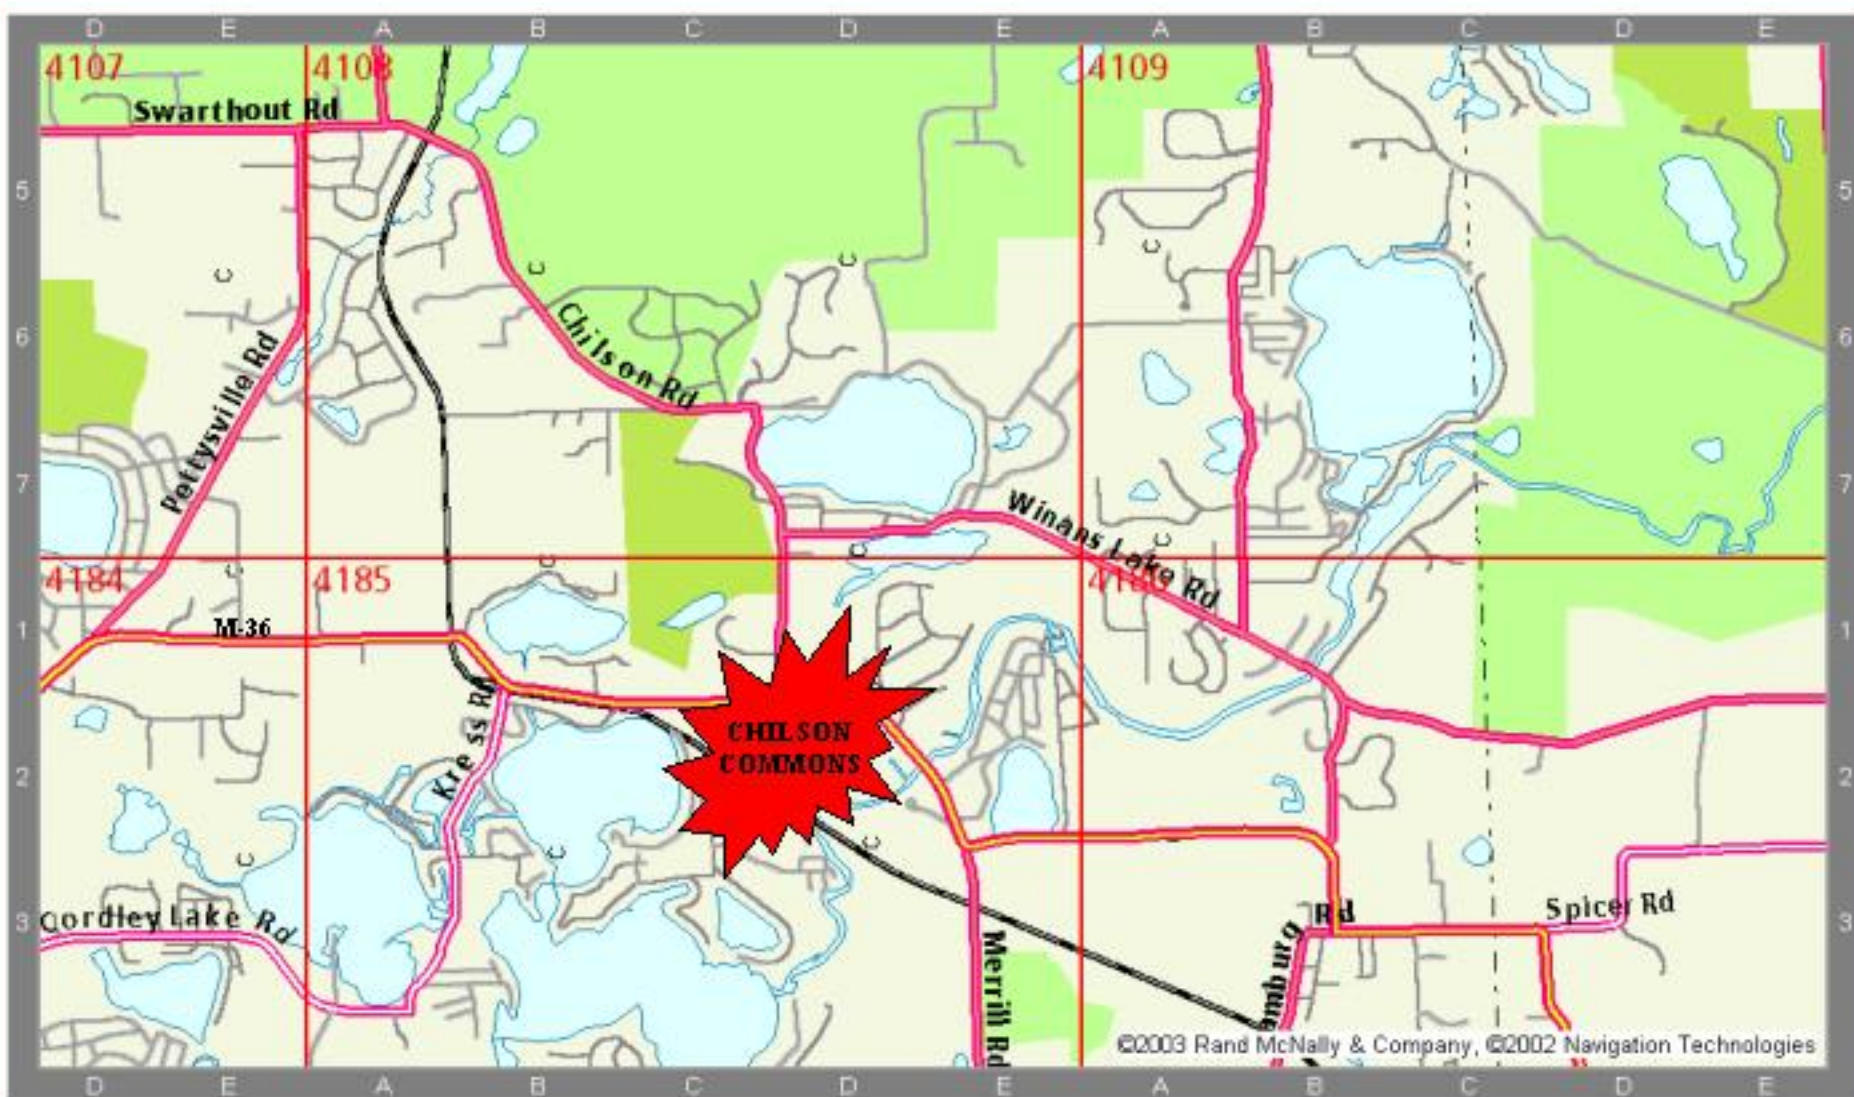 D E A B C D E A B C D E
4107 4108 4109
Swarthout Rd
5 5
C C C C
Chilson Rd
6 6
Pettysville Rd
7 7
Winans Lake Rd
C C C C
4184 4185
M-36
1 1
Kress Rd
CHILSON
COMMONS
2 2
C C C
Cordley Lake Rd
Rd
Spicer Rd
3 3
Merrill Rd
©2003 Rand McNally & Company, ©2002 Navigation Technologies
D E A B C D E A B C D E